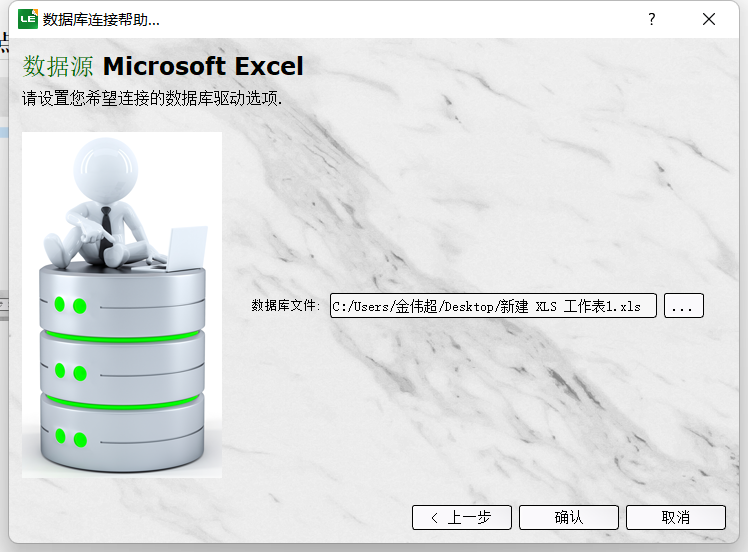 LE 数据库连接帮助... ?
点
数据源 Microsoft Excel
请设置您希望连接的数据库驱动选项.
数据库文件: C:/Users/金伟超/Desktop/新建 XLS 工作表1.xls ...
< 上一步 确认 取消